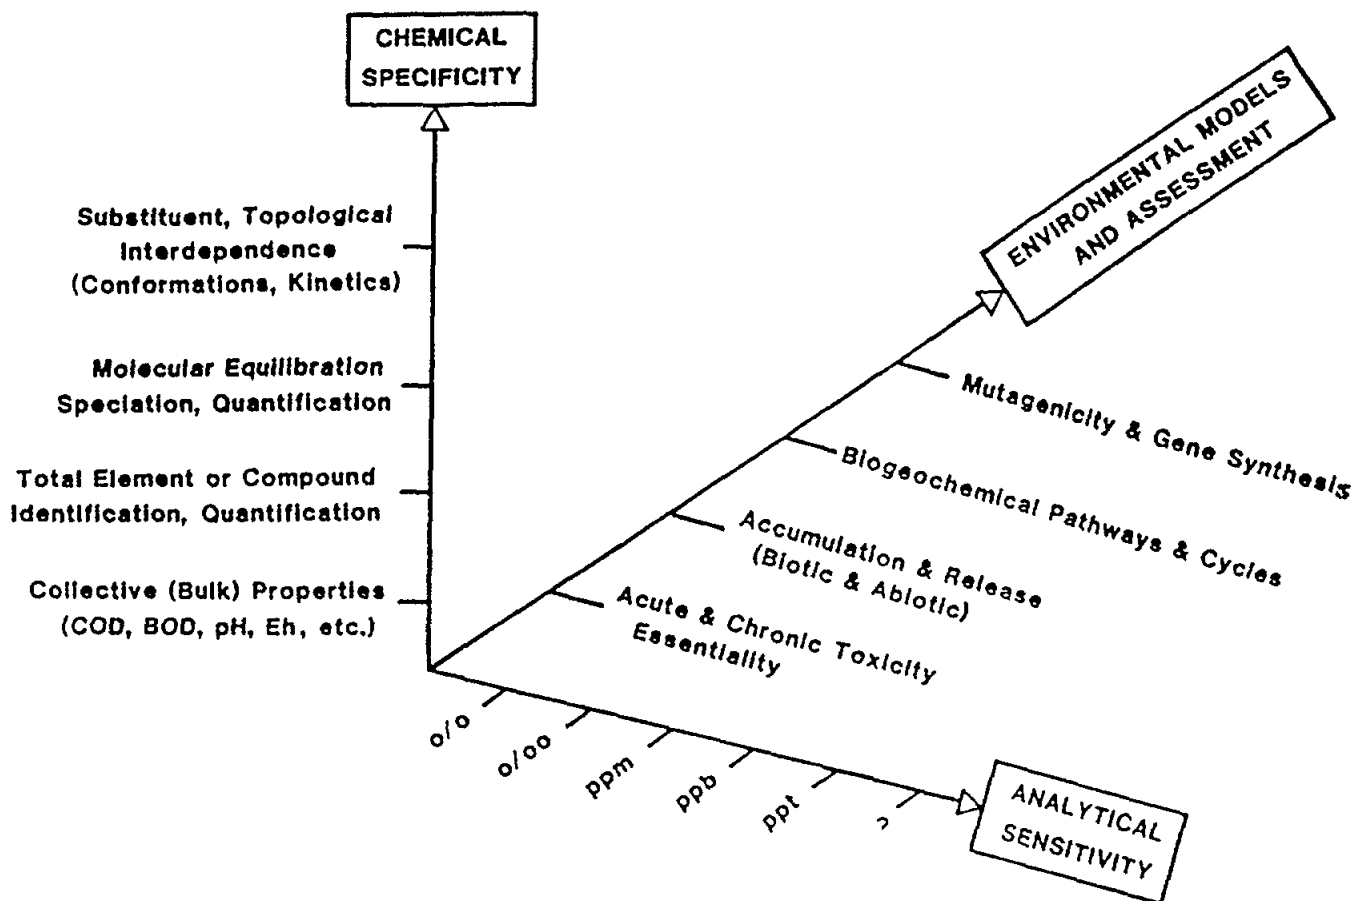 CHEMICAL
SPECIFICITY
Substituent, Topological
Interdependence
(Conformations, Kinetics)
Molecular Equilibration
Speciation, Quantification
Total Element or Compound
Identification, Quantification
Collective (Bulk) Properties
(COD, BOD, pH, Eh, etc.)
ENVIRONMENTAL MODELS
AND ASSESSMENT
Mutagenicity & Gene Synthesis
Biogeochemical Pathways & Cycles
Accumulation & Release
(Biotic & Abiotic)
Acute & Chronic Toxicity
Essentiality
o/o
o/oo
ppm
ppb
ppt
ANALYTICAL
SENSITIVITY